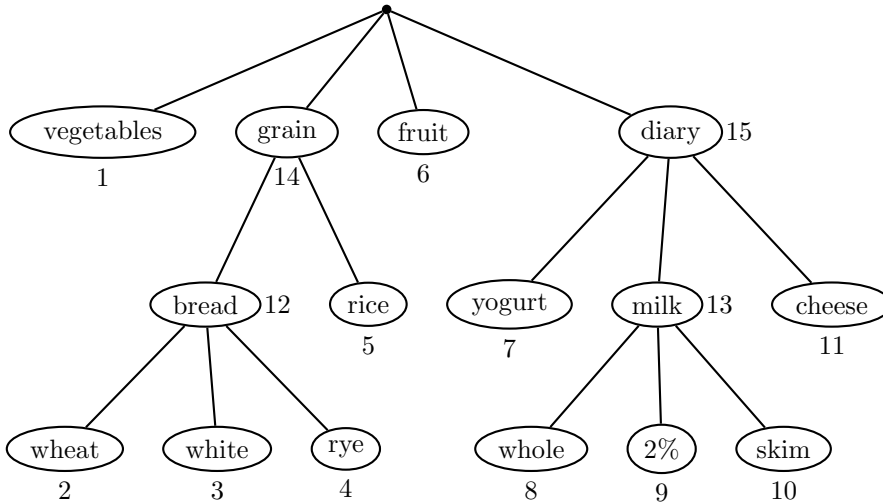 vegetables grain fruit diary 15
1 14 6
bread 12 rice yogurt milk 13 cheese
5 7 11
wheat white rye whole 2% skim
2 3 4 8 9 10